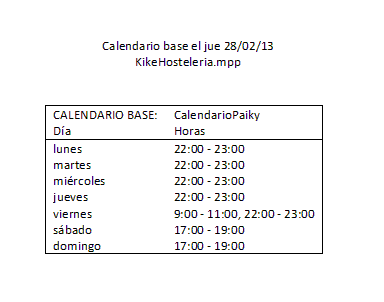 Calendario base el jue 28/02/13
KikeHosteleria.mpp
CALENDARIO BASE: CalendarioPaiky
Día Horas
lunes 22:00 - 23:00
martes 22:00 - 23:00
miércoles 22:00 - 23:00
jueves 22:00 - 23:00
viernes 9:00 - 11:00, 22:00 - 23:00
sábado 17:00 - 19:00
domingo 17:00 - 19:00